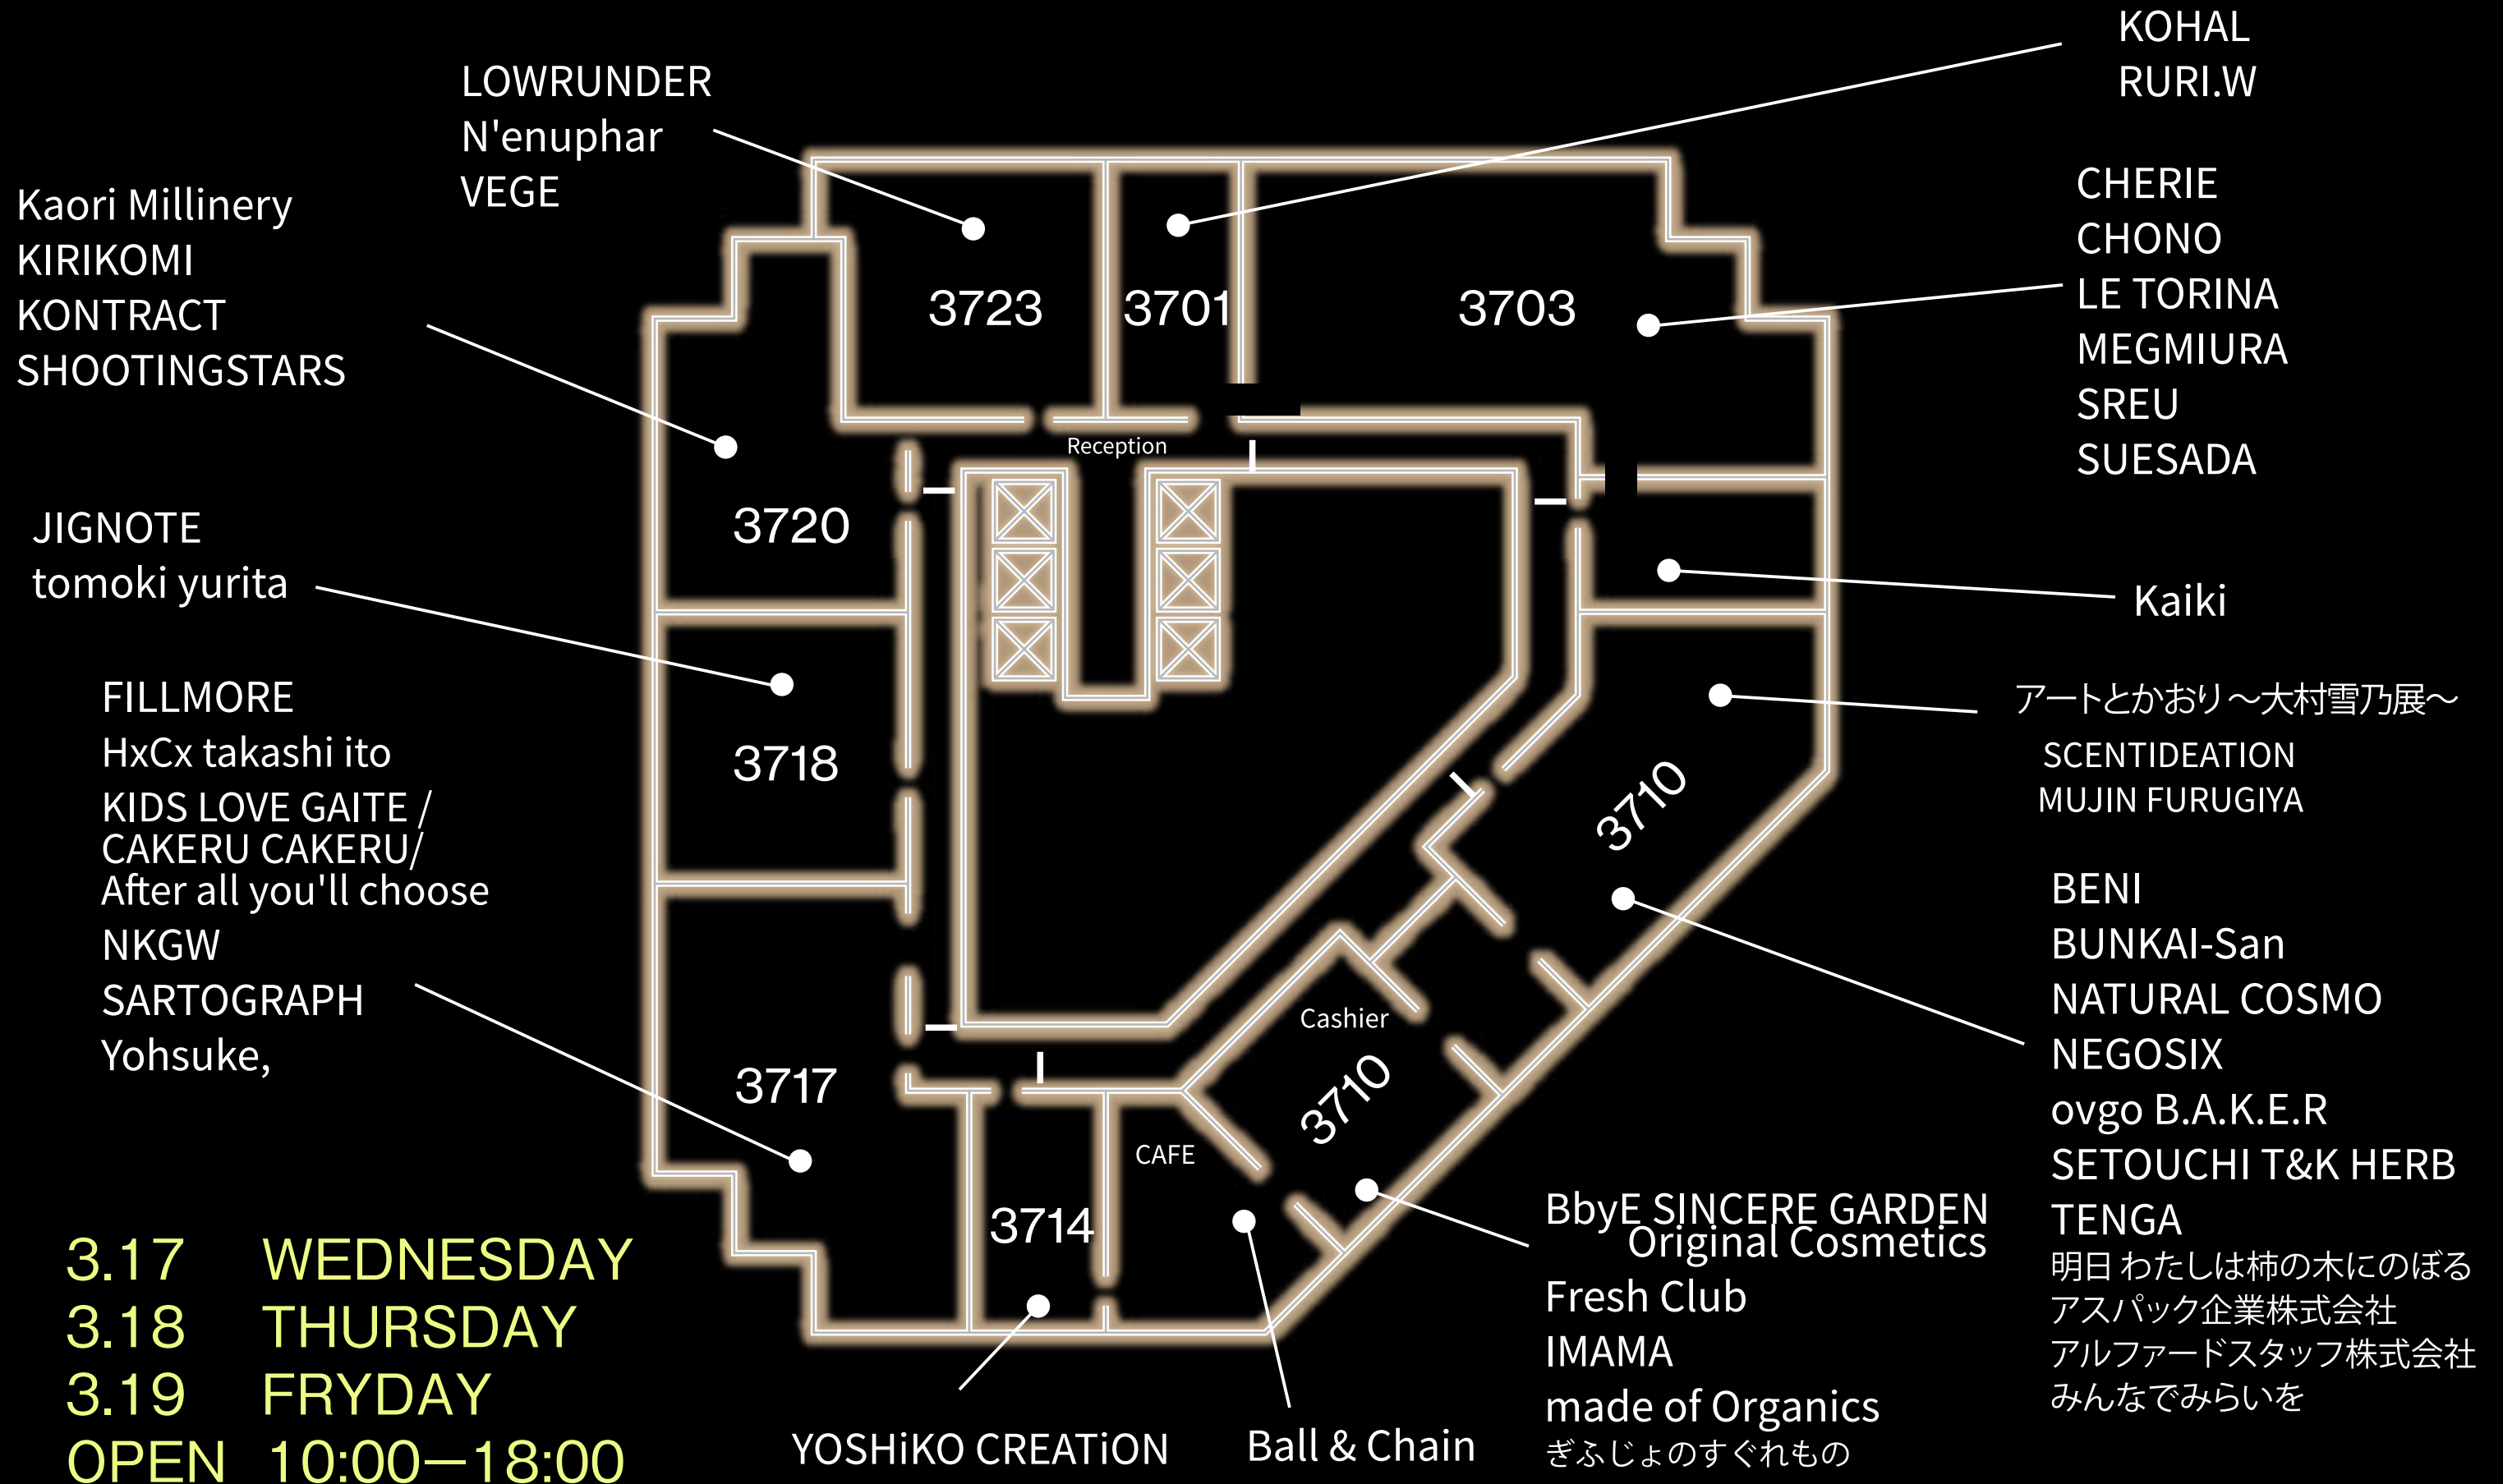 KOHAL
RURI.W
LOWRUNDER
N'enuphar
VEGE
CHERIE
CHONO
LE TORINA
MEGMIURA
SREU
SUESADA
Kaori Millinery
KIRIKOMI
KONTRACT
SHOOTINGSTARS
3723
3701
3703
Reception
3720
JIGNOTE
tomoki yurita
Kaiki
FILLMORE
HxCx takashi ito
KIDS LOVE GAITE /
CAKERU CAKERU/
After all you'll choose
NKGW
SARTOGRAPH
Yohsuke,
3718
アートとかおり～大村雪乃展～
SCENTIDEATION
MUJIN FURUGIYA
3710
BENI
BUNKAI-San
NATURAL COSMO
NEGOSIX
ovgo B.A.K.E.R
SETOUCHI T&K HERB
TENGA
明日 わたしは柿の木にのぼる
アスパック企業株式会社
アルファードスタッフ株式会社
みんなでみらいを
Cashier
3710
3717
CAFE
3714
BbyE SINCERE GARDEN
Original Cosmetics
Fresh Club
IMAMA
made of Organics
ぎふじょのすぐれもの
YOSHiKO CREATiON
Ball & Chain
3.17 WEDNESDAY
3.18 THURSDAY
3.19 FRYDAY
OPEN 10:00—18:00